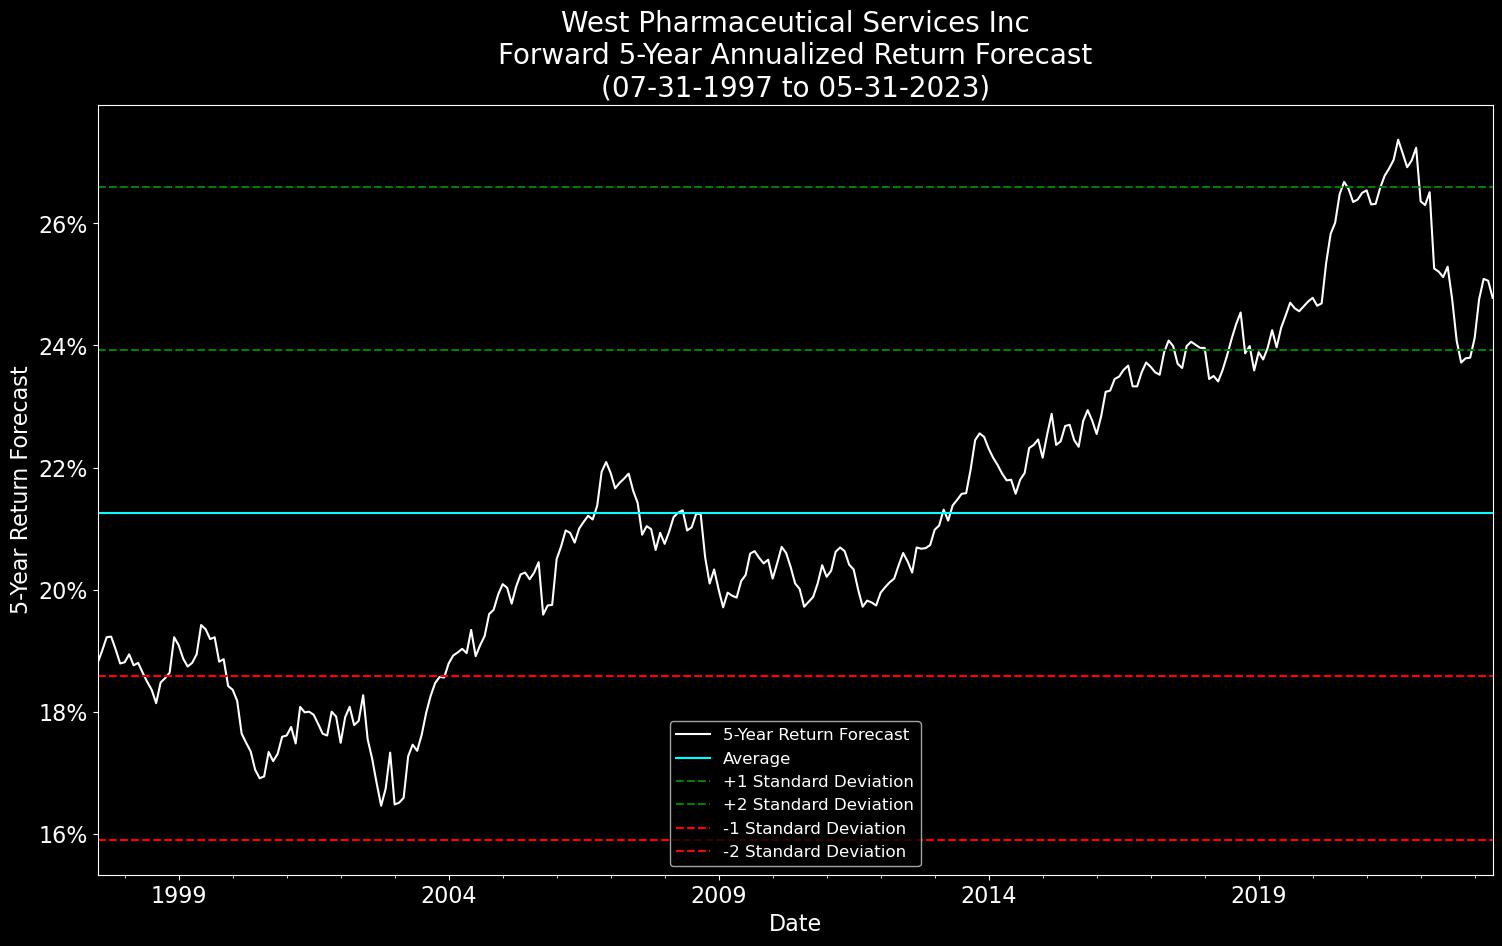 West Pharmaceutical Services Inc
Forward 5-Year Annualized Return Forecast
(07-31-1997 to 05-31-2023)
5-Year Return Forecast
26%
24%
22%
20%
18%
16%
5-Year Return Forecast
Average
+1 Standard Deviation
+2 Standard Deviation
-1 Standard Deviation
-2 Standard Deviation
1999
2004
2009
2014
2019
Date